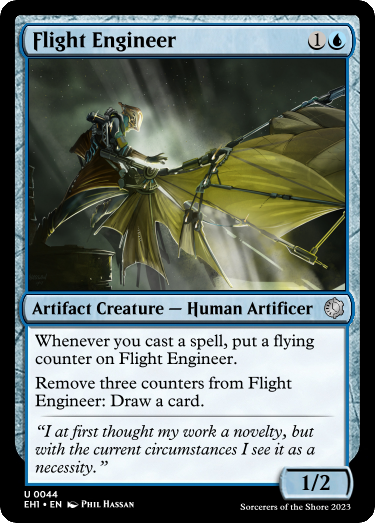 Flight Engineer 1
Artifact Creature — Human Artificer
Whenever you cast a spell, put a flying
counter on Flight Engineer.
Remove three counters from Flight
Engineer: Draw a card.
“I at first thought my work a novelty, but
with the current circumstances I see it as a
necessity.”
1/2
U 0044
EH1 • EN Phil Hassan
Sorcerers of the Shore 2023